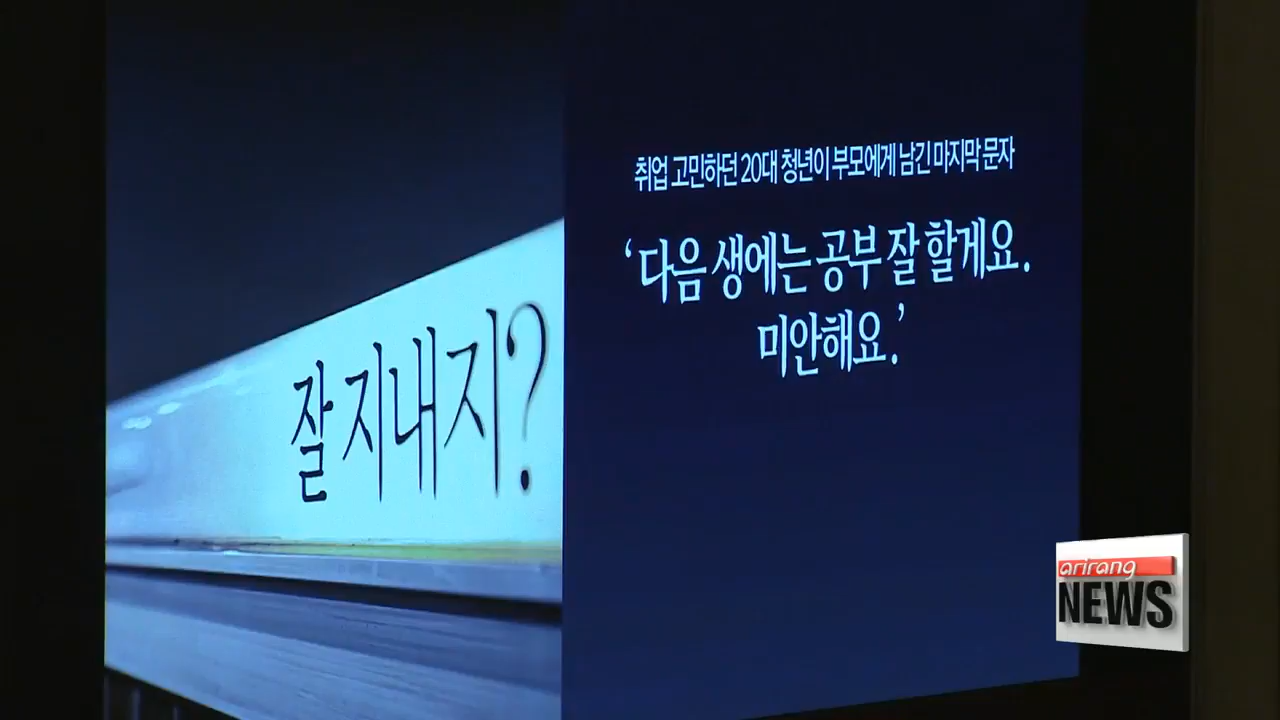 잘 지내지?
취업 고민하던 20대 청년이 부모에게 남긴 마지막 문자
‘다음 생에는 공부 잘 할게요.
미안해요.’
arirang
NEWS